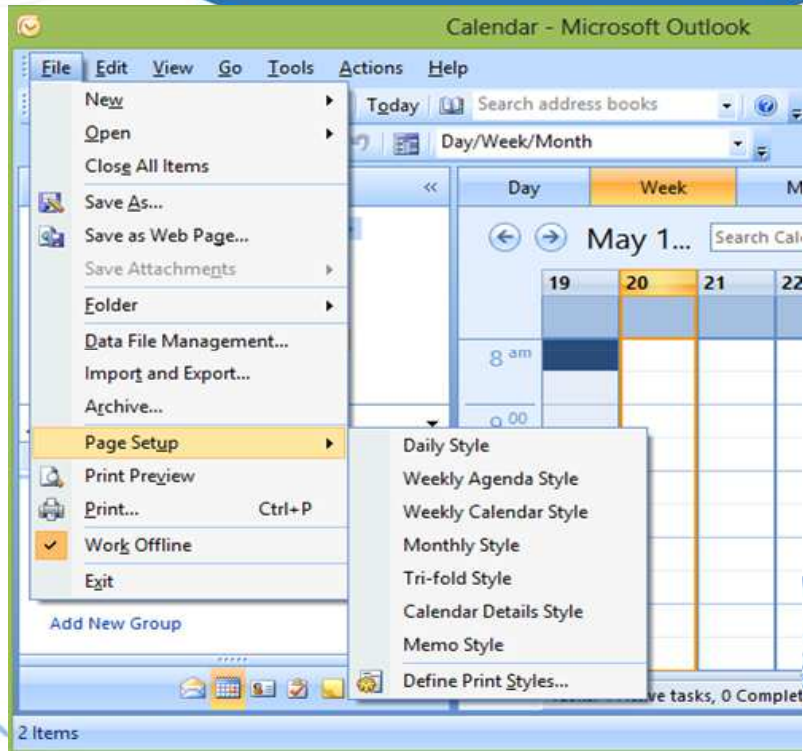 Calendar - Microsoft Outlook
File Edit View Go Tools Actions Help
Today Search address books
Day/Week/Month
New
Open
Close All Items
Save As...
Save as Web Page...
Save Attachments
Folder
Data File Management...
Import and Export...
Archive...
Page Setup
Print Preview
Print... Ctrl+P
Work Offline
Exit
Add New Group
Day Week M
May 1... Search Cale
19 20 21 22
8 am
9 00
Daily Style
Weekly Agenda Style
Weekly Calendar Style
Monthly Style
Tri-fold Style
Calendar Details Style
Memo Style
Define Print Styles...
tasks, 0 Complet
2 Items